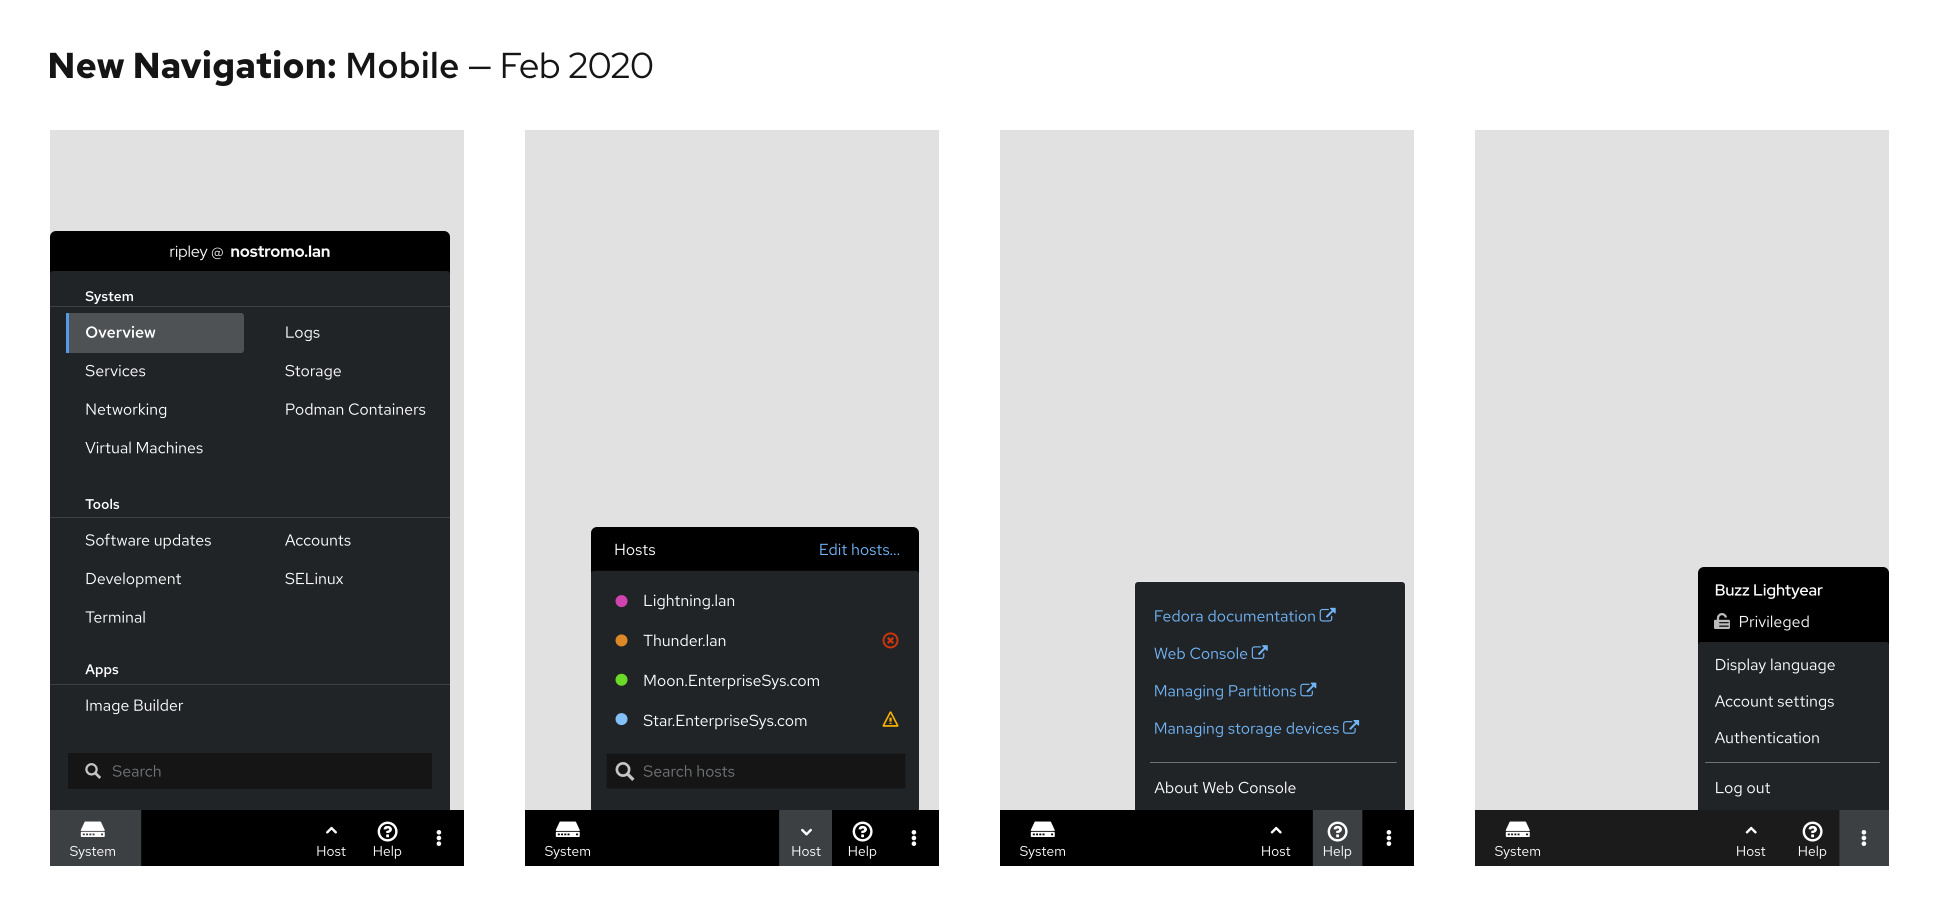 New Navigation: Mobile — Feb 2020
ripley @ nostromo.lan
System
Overview
Logs
Services
Storage
Networking
Podman Containers
Virtual Machines
Tools
Software updates
Accounts
Development
SELinux
Terminal
Apps
Image Builder
Search
System
Host
Help
Hosts
Edit hosts...
Lightning.lan
Thunder.lan
Moon.EnterpriseSys.com
Star.EnterpriseSys.com
Search hosts
System
Host
Help
Fedora documentation
Web Console
Managing Partitions
Managing storage devices
About Web Console
System
Host
Help
Buzz Lightyear
Privileged
Display language
Account settings
Authentication
Log out
System
Host
Help